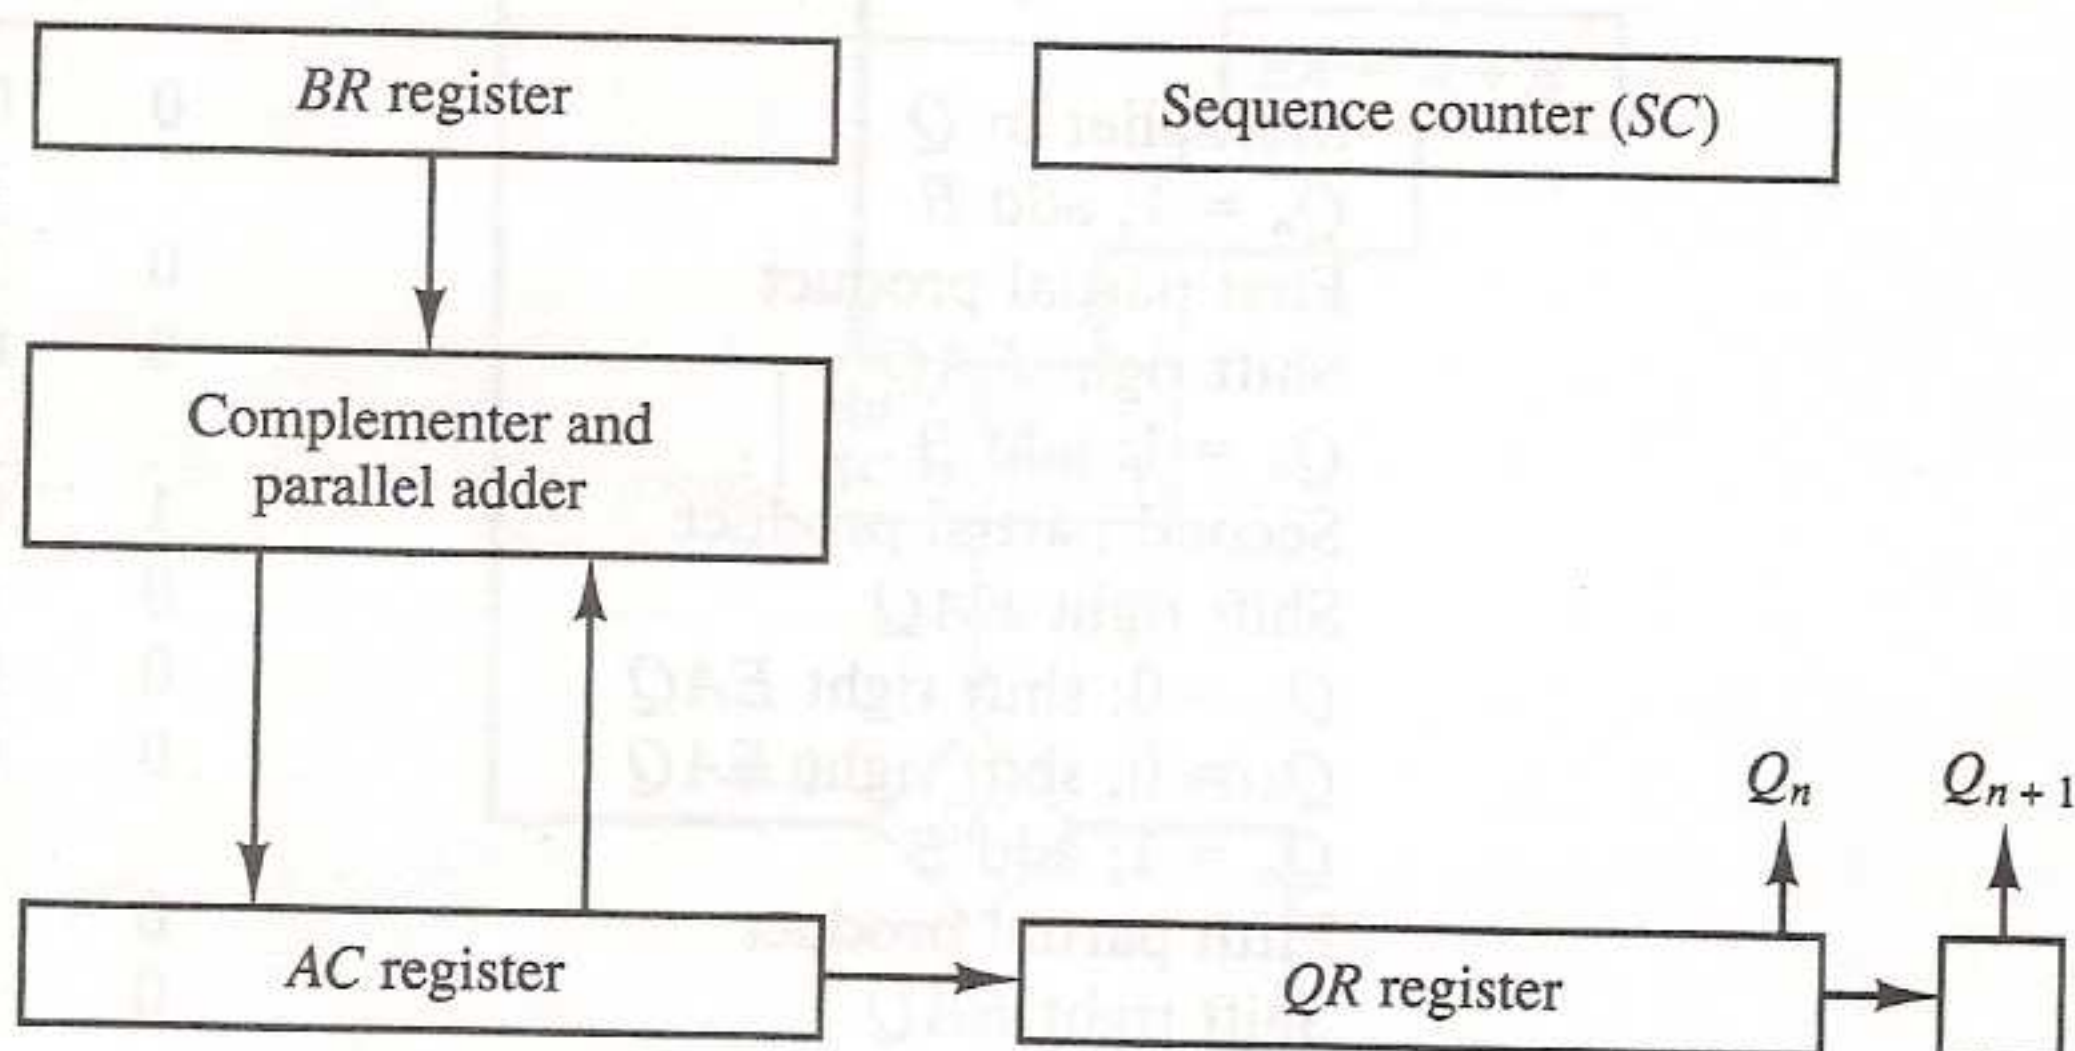 BR register
Sequence counter (SC)
Complementer and
parallel adder
Qn
Qn + 1
AC register
QR register